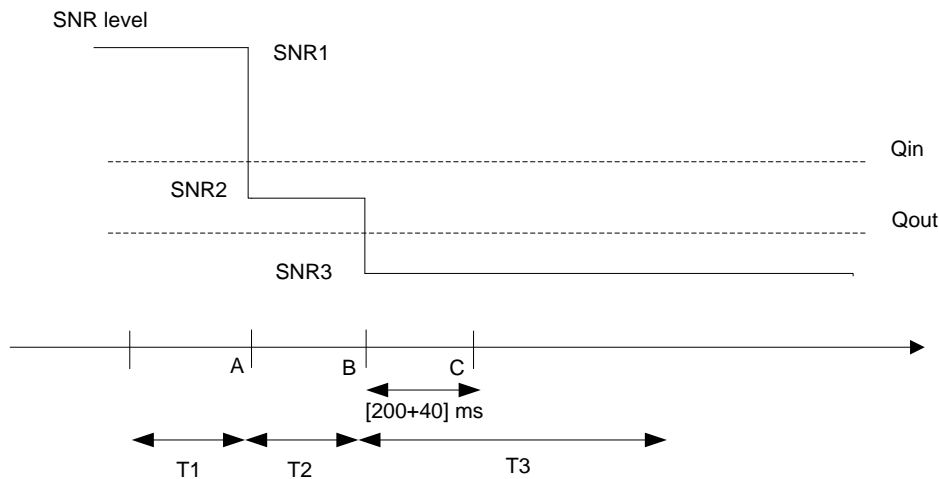 SNR level
SNR1
Qin
SNR2
Qout
SNR3
A B C
[200+40] ms
T1 T2 T3